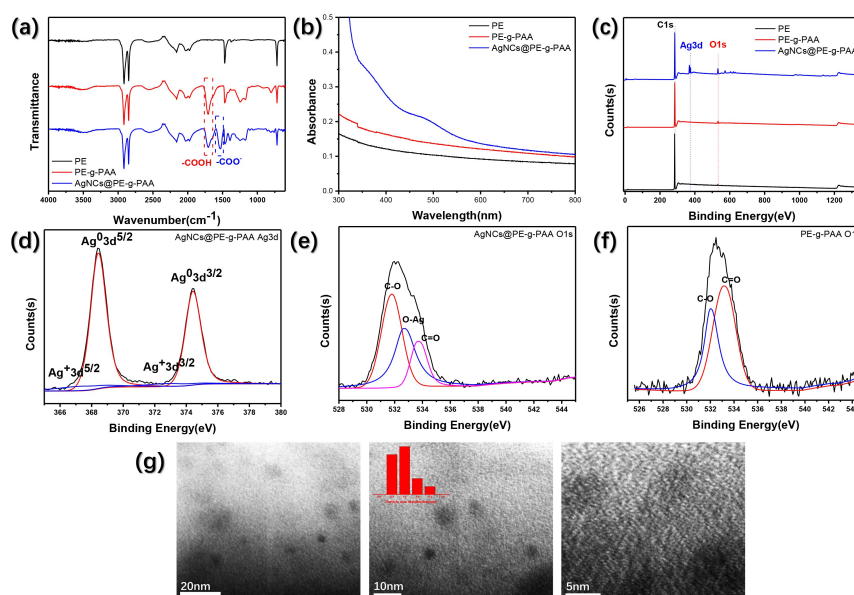 (a)
Transmittance
-COOH
-COO⁻
PE
PE-g-PAA
AgNCs@PE-g-PAA
4000 3500 3000 2500 2000 1500 1000
Wavenumber(cm⁻¹)
(b)
PE
PE-g-PAA
AgNCs@PE-g-PAA
Absorbance
0.5
0.4
0.3
0.2
0.1
0.0
300 400 500 600 700 800
Wavelength(nm)
(c)
C1s
Ag3d
O1s
PE
PE-g-PAA
AgNCs@PE-g-PAA
Counts(s)
0 200 400 600 800 1000 1200
Binding Energy(eV)
(d)
AgNCs@PE-g-PAA Ag3d
Ag⁰3d⁵/²
Ag⁰3d³/²
Ag⁺3d⁵/²
Ag⁺3d³/²
Counts(s)
366 368 370 372 374 376 378 380
Binding Energy(eV)
(e)
AgNCs@PE-g-PAA O1s
C-O
O-Ag
C=O
Counts(s)
528 530 532 534 536 538 540 542 544
Binding Energy(eV)
(f)
PE-g-PAA O1
C=O
C-O
Counts(s)
526 528 530 532 534 536 538 540 542 544
Binding Energy(eV)
(g)
20nm
10nm
5nm